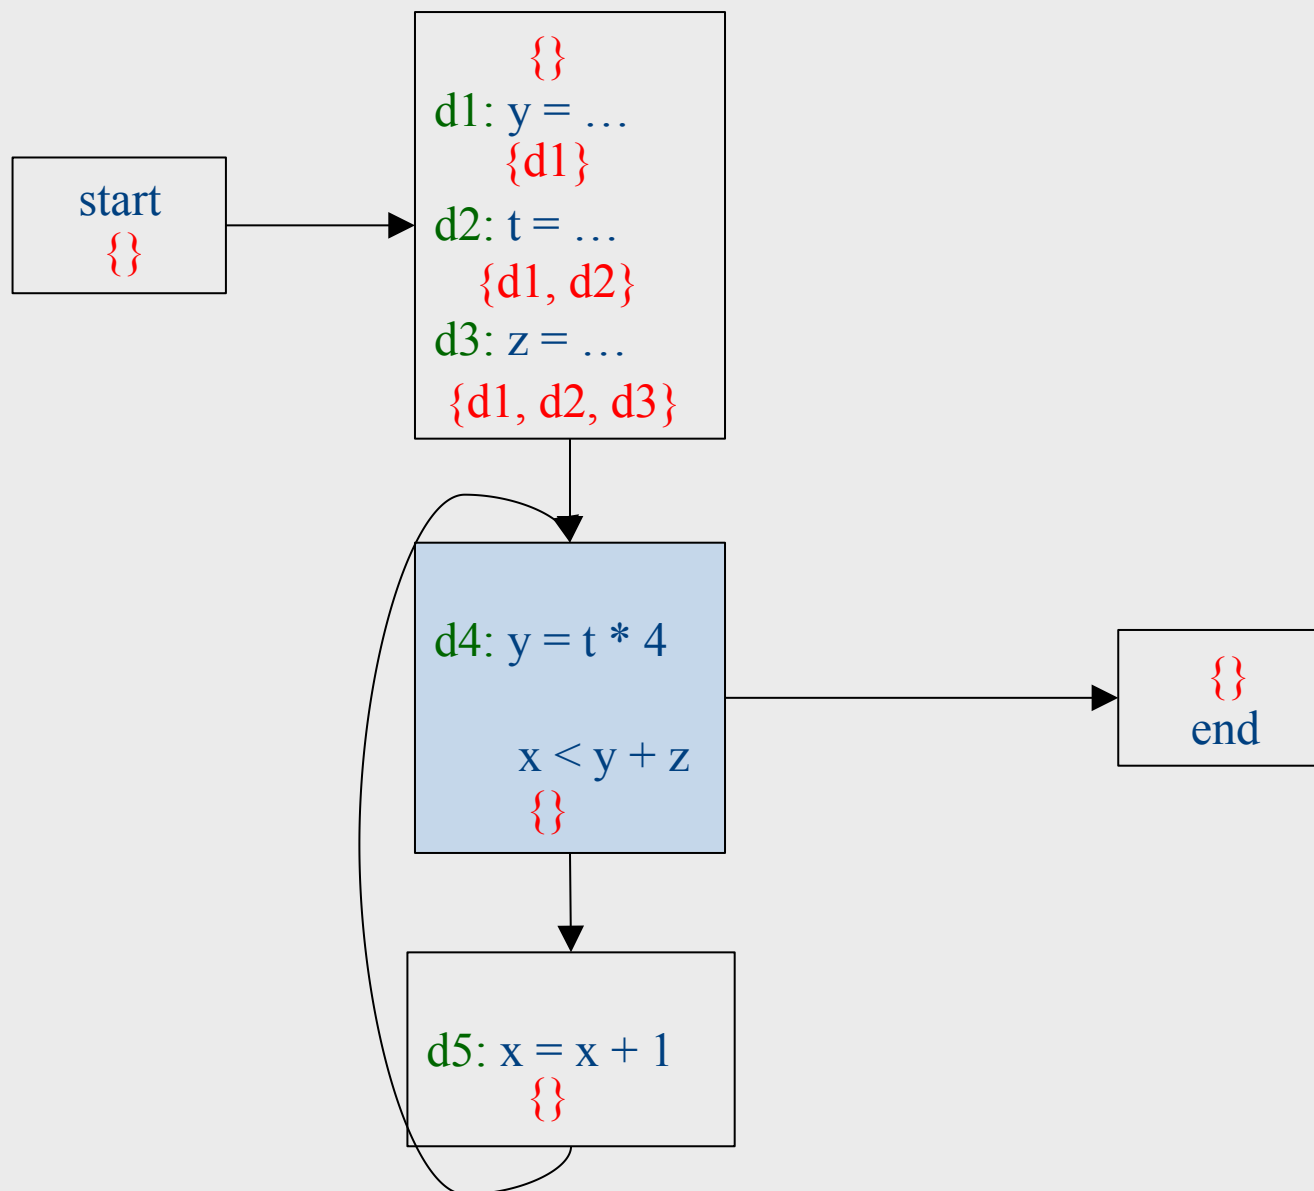 start
{}
{}
d1: y = …
{d1}
d2: t = …
{d1, d2}
d3: z = …
{d1, d2, d3}
d4: y = t * 4
x < y + z
{}
{}
end
d5: x = x + 1
{}